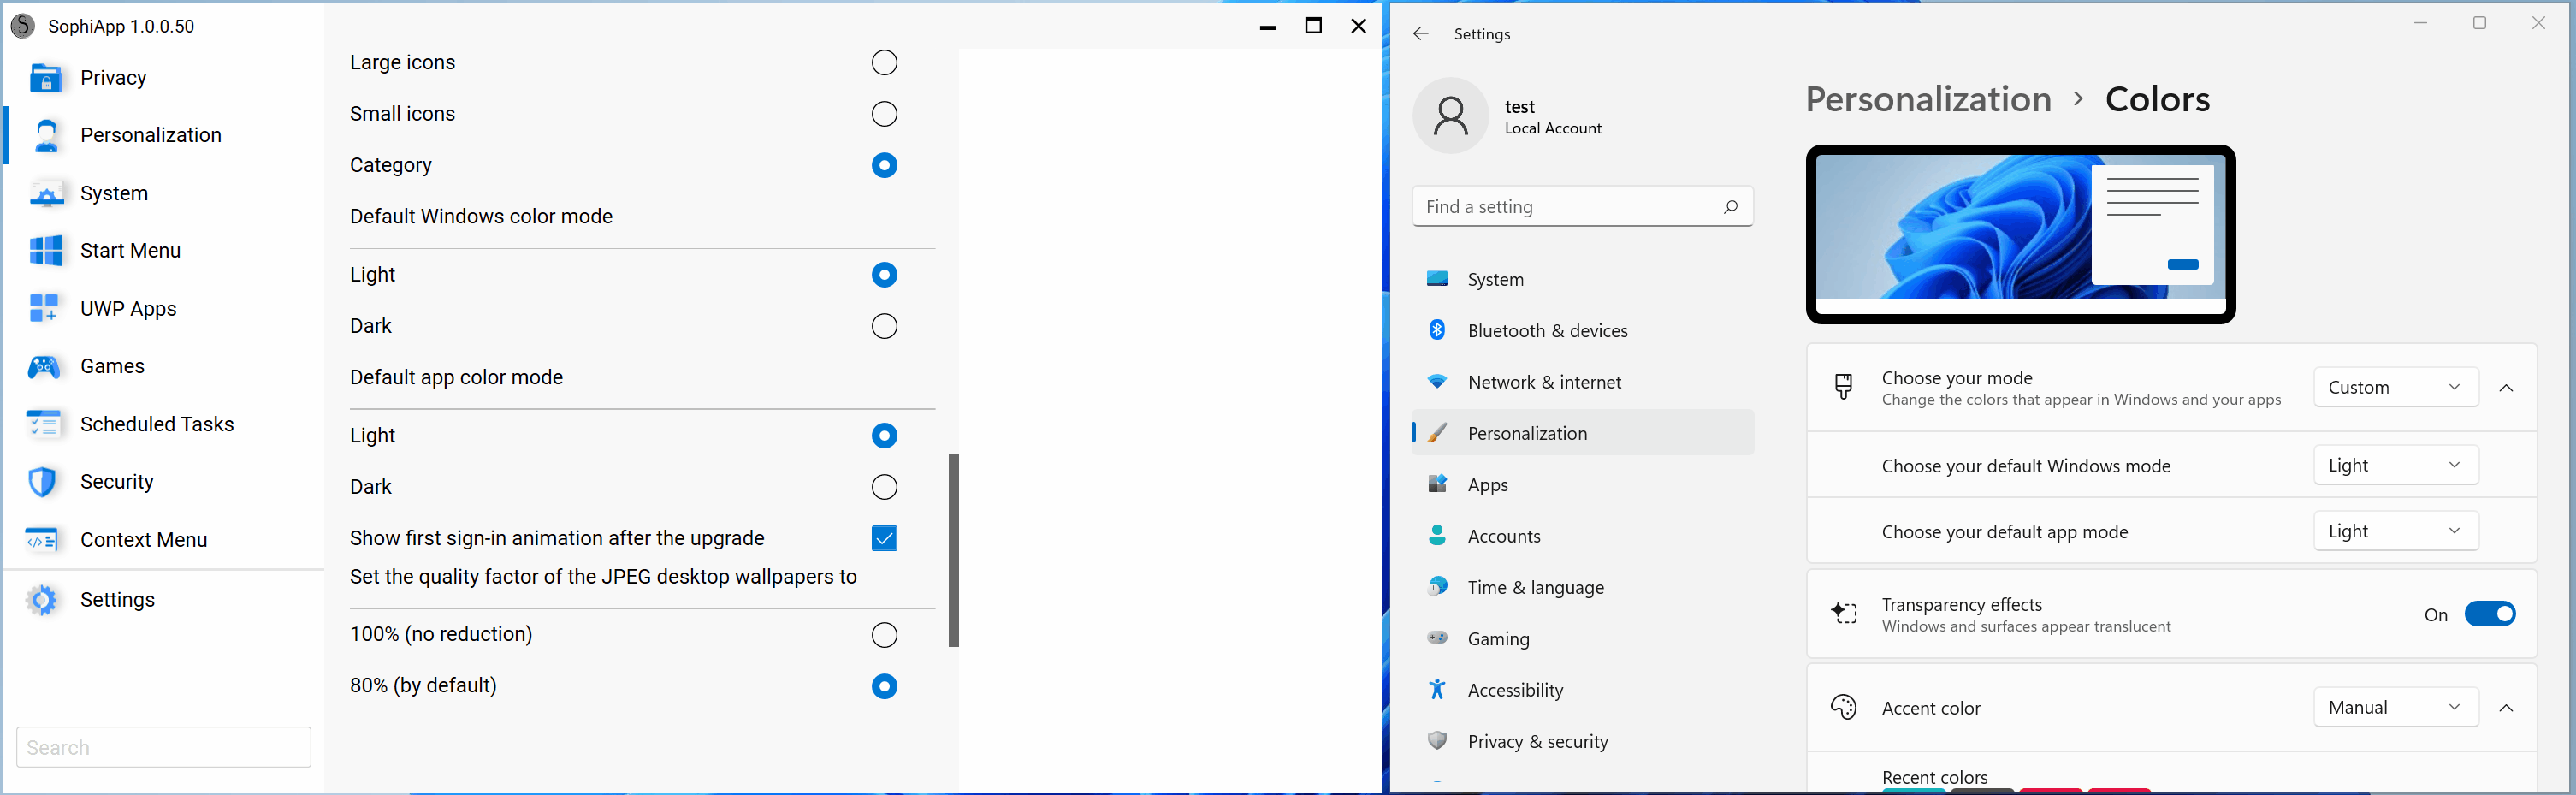 SophiApp 1.0.0.50
Privacy
Personalization
System
Start Menu
UWP Apps
Games
Scheduled Tasks
Security
Context Menu
Settings
Search
Large icons
Small icons
Category
Default Windows color mode
Light
Dark
Default app color mode
Light
Dark
Show first sign-in animation after the upgrade
Set the quality factor of the JPEG desktop wallpapers to
100% (no reduction)
80% (by default)
Settings
test
Local Account
Find a setting
System
Bluetooth & devices
Network & internet
Personalization
Apps
Accounts
Time & language
Gaming
Accessibility
Privacy & security
Personalization > Colors
Choose your mode
Change the colors that appear in Windows and your apps
Custom
Choose your default Windows mode
Light
Choose your default app mode
Light
Transparency effects
Windows and surfaces appear translucent
On
Accent color
Manual
Recent colors